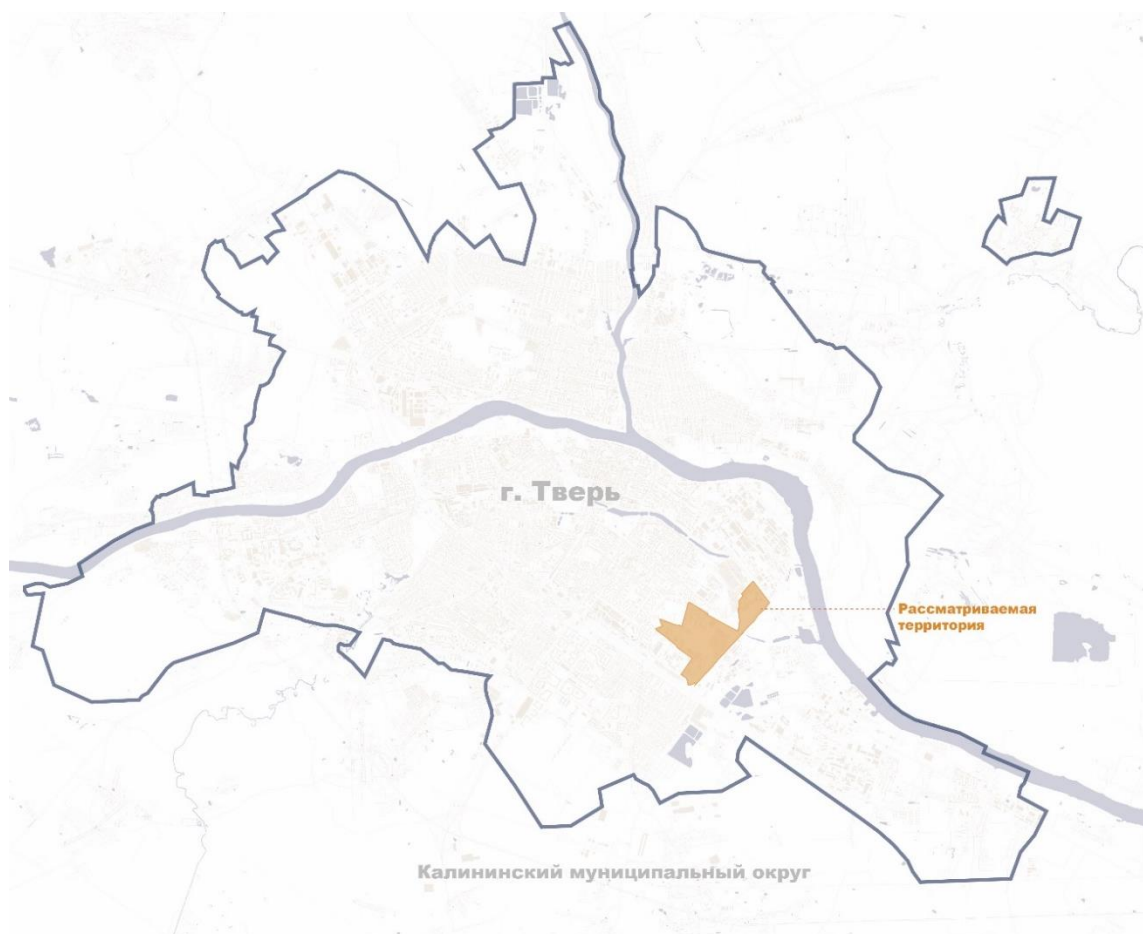 г. Тверь
Рассматриваемая
территория
Калининский муниципальный округ